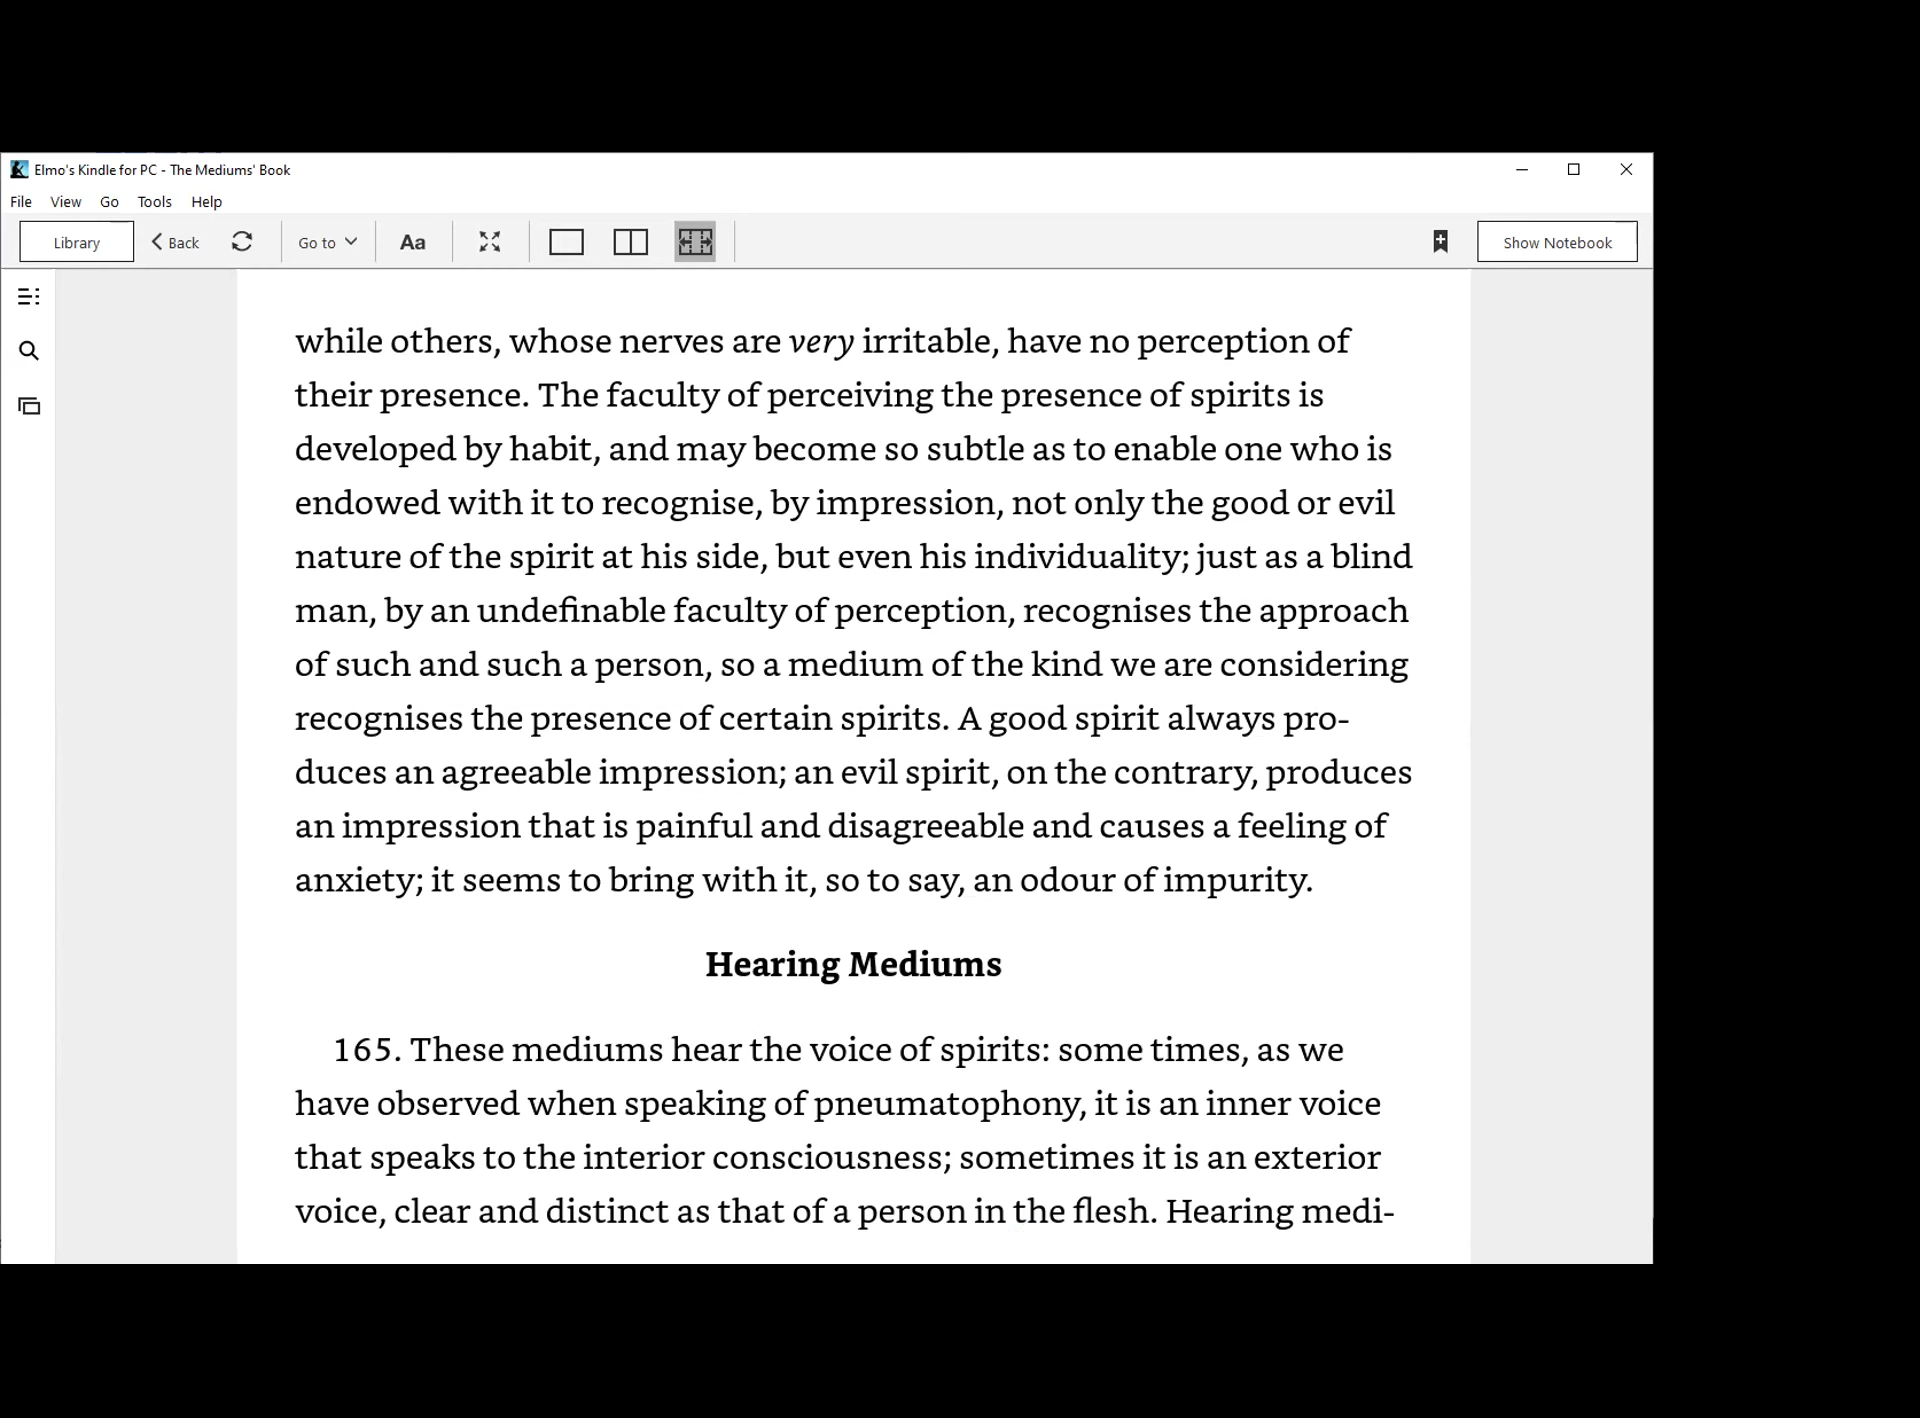 Elmo's Kindle for PC - The Mediums' Book
File View Go Tools Help
Library Back Go to Aa Show Notebook
while others, whose nerves are very irritable, have no perception of
their presence. The faculty of perceiving the presence of spirits is
developed by habit, and may become so subtle as to enable one who is
endowed with it to recognise, by impression, not only the good or evil
nature of the spirit at his side, but even his individuality; just as a blind
man, by an undefinable faculty of perception, recognises the approach
of such and such a person, so a medium of the kind we are considering
recognises the presence of certain spirits. A good spirit always pro-
duces an agreeable impression; an evil spirit, on the contrary, produces
an impression that is painful and disagreeable and causes a feeling of
anxiety; it seems to bring with it, so to say, an odour of impurity.
Hearing Mediums
165. These mediums hear the voice of spirits: some times, as we
have observed when speaking of pneumatophony, it is an inner voice
that speaks to the interior consciousness; sometimes it is an exterior
voice, clear and distinct as that of a person in the flesh. Hearing medi-